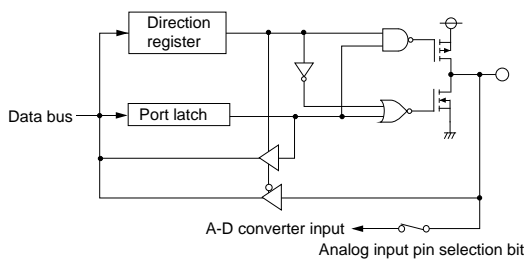 Direction
register
Data bus
Port latch
A-D converter input
Analog input pin selection bit